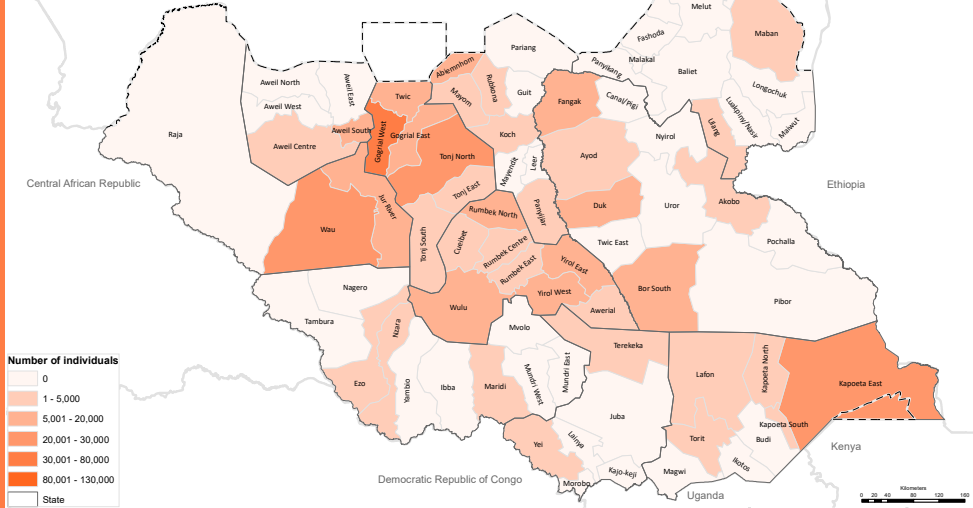 Melut
Maban
Fashoda
Pariang
Panyikang
Malakal
Baliet
Abiemnhom
Aweil North
Aweil East
Rubkona
Mayom
Guit
Longochuk
Twic
Fangak
Canal/Pigi
Luakpiny/Nasir
Maiwut
Aweil West
Raja
Aweil South
Gogrial West
Gogrial East
Koch
Nyirol
Ulang
Aweil Centre
Tonj North
Ayod
Mayendit
Leer
Central African Republic
Ethiopia
Tonj East
Jur River
Panyijiar
Duk
Uror
Akobo
Rumbek North
Wau
Tonj South
Cueibet
Rumbek Centre
Twic East
Pochalla
Rumbek East
Yirol East
Nagero
Yirol West
Bor South
Pibor
Wulu
Awerial
Tambura
Nzara
Mvolo
Terekeka
Number of individuals
0
1 - 5,000
5,001 - 20,000
20,001 - 30,000
30,001 - 80,000
80,001 - 130,000
State
Ezo
Yambio
Ibba
Maridi
Mundri West
Mundri East
Lafon
Kapoeta North
Kapoeta East
Juba
Kapoeta South
Yei
Lainya
Torit
Budi
Kenya
Ikotos
Kajo-keji
Magwi
Morobo
Democratic Republic of Congo
Uganda
Kilometers
0 20 40 80 120 160